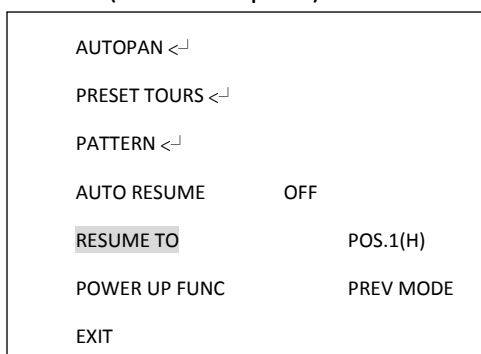 AUTOPAN <┘
PRESET TOURS <┘
PATTERN <┘
AUTO RESUME OFF
RESUME TO POS.1(H)
POWER UP FUNC PREV MODE
EXIT